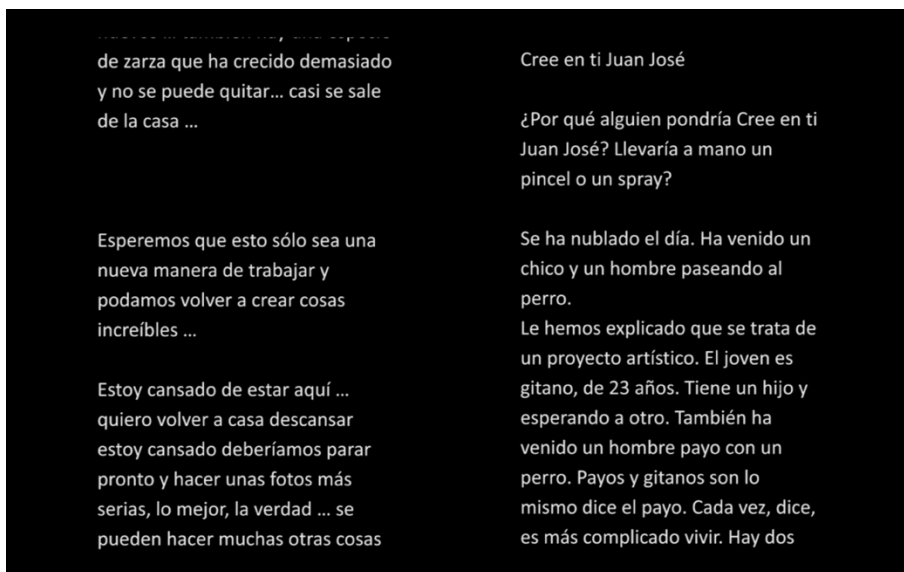 de zarza que ha crecido demasiado
y no se puede quitar... casi se sale
de la casa ...
Esperemos que esto sólo sea una
nueva manera de trabajar y
podamos volver a crear cosas
increíbles ...
Estoy cansado de estar aquí ...
quiero volver a casa descansar
estoy cansado deberíamos parar
pronto y hacer unas fotos más
serias, lo mejor, la verdad ... se
pueden hacer muchas otras cosas
Cree en ti Juan José
¿Por qué alguien pondría Cree en ti
Juan José? Llevaría a mano un
pincel o un spray?
Se ha nublado el día. Ha venido un
chico y un hombre paseando al
perro.
Le hemos explicado que se trata de
un proyecto artístico. El joven es
gitano, de 23 años. Tiene un hijo y
esperando a otro. También ha
venido un hombre payo con un
perro. Payos y gitanos son lo
mismo dice el payo. Cada vez, dice,
es más complicado vivir. Hay dos